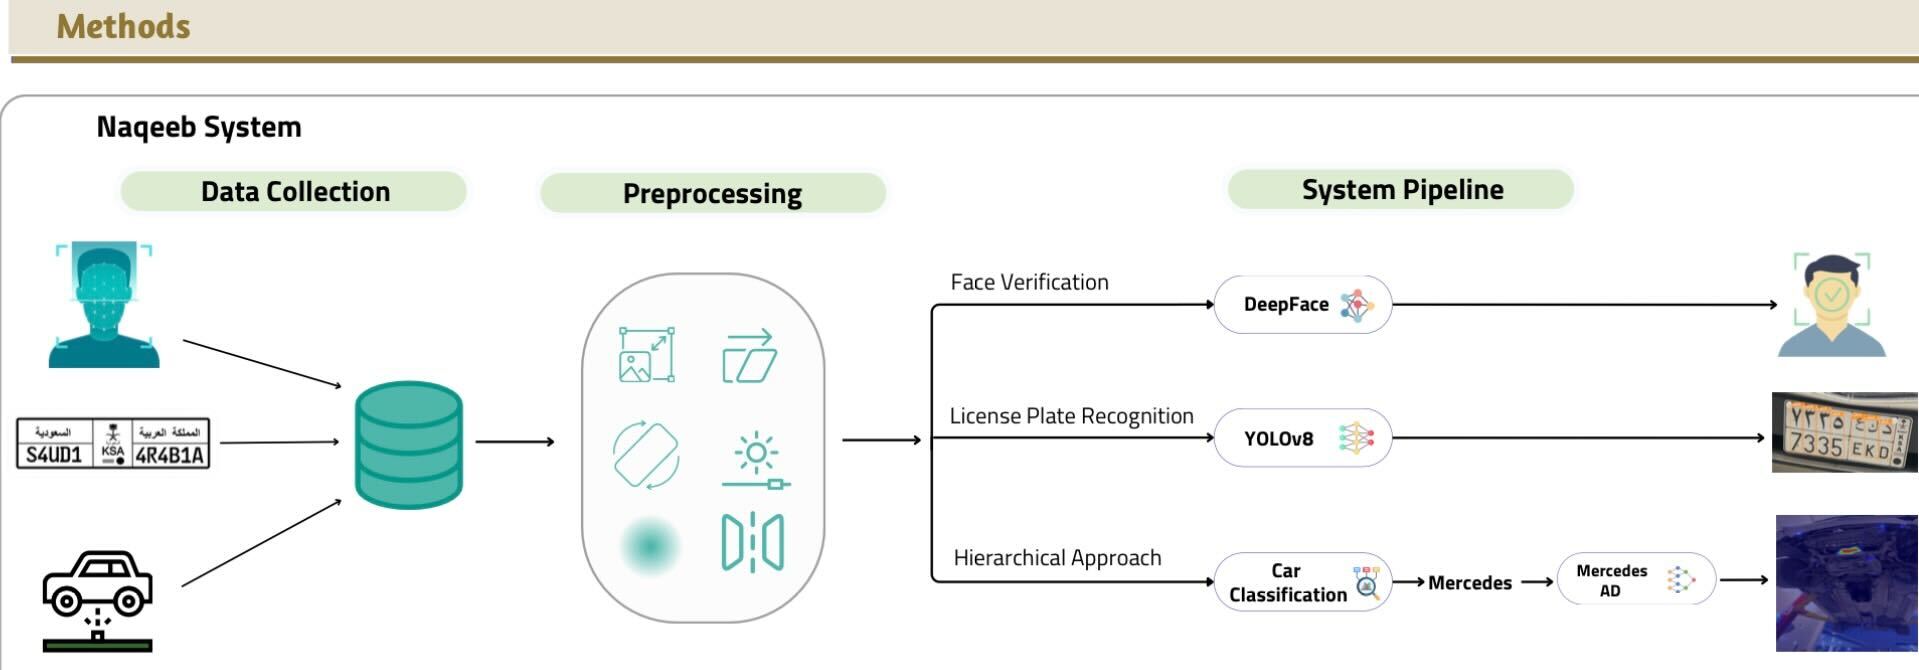 Methods
Naqeeb System
Data Collection
Preprocessing
System Pipeline
Face Verification
DeepFace
السعودية
المملكة العربية
S4UD1
KSA
4R4B1A
License Plate Recognition
YOLOv8
٧٣٣٥
7335 EKD
Hierarchical Approach
Car
Classification
Mercedes
Mercedes
AD